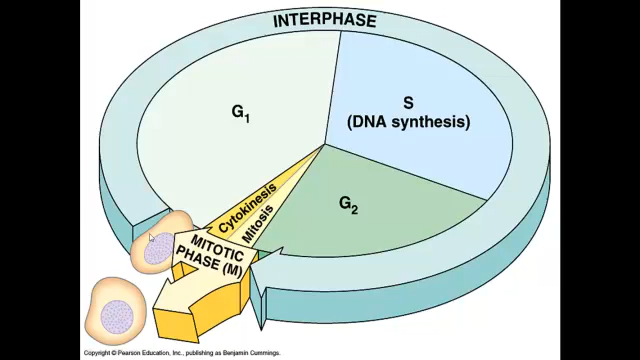 INTERPHASE
G1
S
(DNA synthesis)
G2
Cytokinesis
Mitosis
MITOTIC
PHASE (M)
Copyright © Pearson Education, Inc., publishing as Benjamin Cummings.